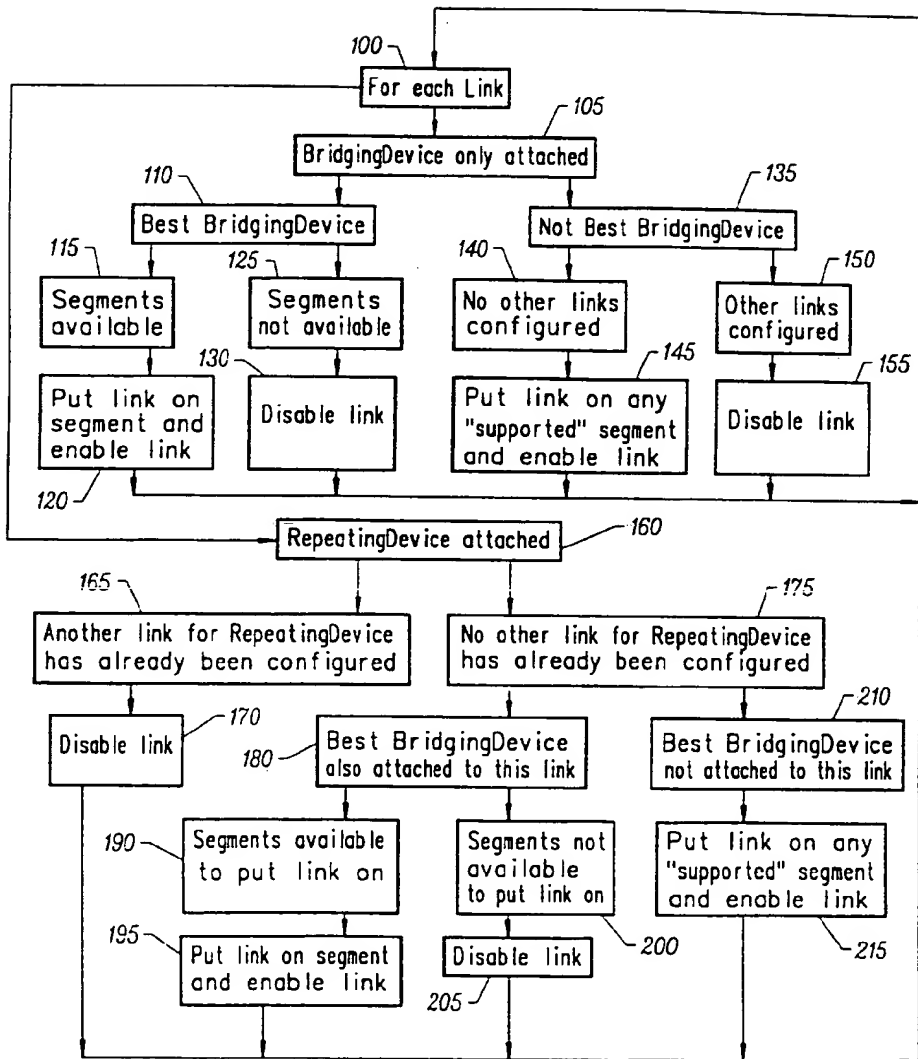 100
For each Link
105
BridgingDevice only attached
110
135
Best BridgingDevice
Not Best BridgingDevice
115
125
140
150
Segments
available
Segments
not available
No other links
configured
Other links
configured
130
145
155
Put link on
segment and
enable link
Disable link
Put link on any
"supported" segment
and enable link
Disable link
120
RepeatingDevice attached
160
165
175
Another link for RepeatingDevice
has already been configured
No other link for RepeatingDevice
has already been configured
170
210
Disable link
180
Best BridgingDevice
also attached to this link
Best BridgingDevice
not attached to this link
190
Segments available
to put link on
Segments not
available
to put link on
Put link on any
"supported" segment
and enable link
195
200
215
Put link on segment
and enable link
Disable link
205